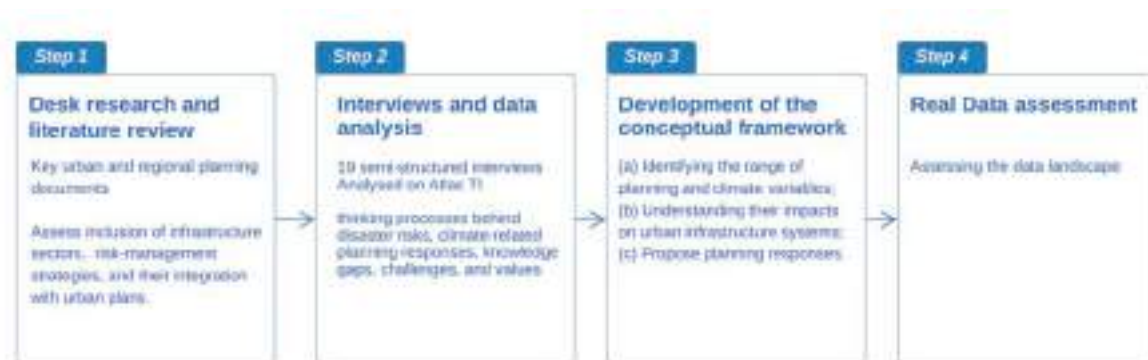 Step 1
Desk research and
literature review
Key urban and regional planning
documents
Assess inclusion of infrastructure
sectors, risk-management
strategies, and their integration
with urban plans.
Step 2
Interviews and data
analysis
19 semi-structured interviews
Analysed on Atlas TI
thinking processes behind
disaster risks, climate-related
planning responses, knowledge
gaps, challenges, and values
Step 3
Development of the
conceptual framework
(a) Identifying the range of
planning and climate variables;
(b) Understanding their impacts
on urban infrastructure systems;
(c) Propose planning responses
Step 4
Real Data assessment
Assessing the data landscape